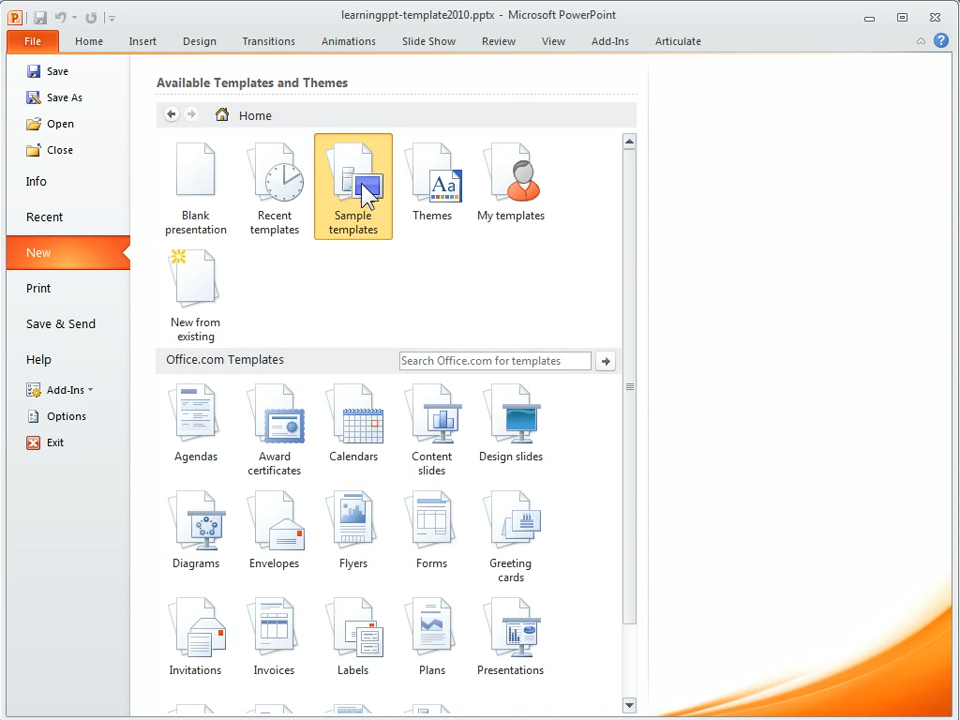 learningppt-template2010.pptx - Microsoft PowerPoint
File Home Insert Design Transitions Animations Slide Show Review View Add-Ins Articulate
Save
Save As
Open
Close
Info
Recent
New
Print
Save & Send
Help
Add-Ins
Options
Exit
Available Templates and Themes
Home
Blank presentation
Recent templates
Sample templates
Aa
Themes
My templates
New from existing
Office.com Templates
Search Office.com for templates
Agendas
Award certificates
Calendars
Content slides
Design slides
Diagrams
Envelopes
Flyers
Forms
Greeting cards
Invitations
Invoices
Labels
Plans
Presentations